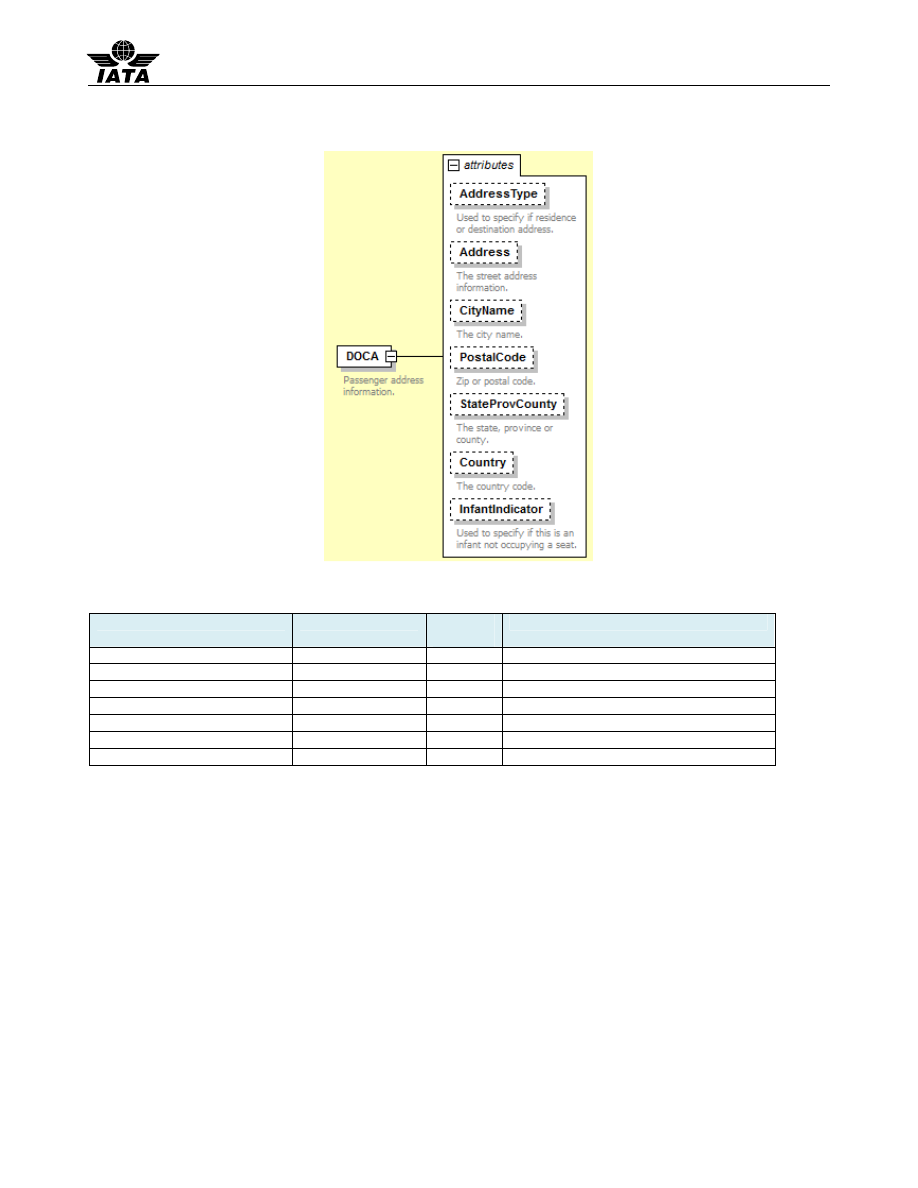 IATA
attributes
AddressType
Used to specify if residence
or destination address.
Address
The street address
information.
CityName
The city name.
DOCA
Passenger address
information.
PostalCode
Zip or postal code.
StateProvCounty
The state, province or
county.
Country
The country code.
InfantIndicator
Used to specify if this is an
infant not occupying a seat.